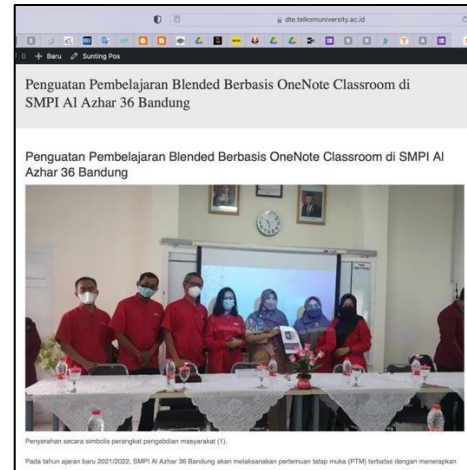 dte.telkomuniversity.ac.id
0 + Baru Sunting Pos
Penguatan Pembelajaran Blended Berbasis OneNote Classroom di
SMPI Al Azhar 36 Bandung
Penguatan Pembelajaran Blended Berbasis OneNote Classroom di SMPI Al
Azhar 36 Bandung
Penyerahan secara simbolis perangkat pengabdian masyarakat (1).
Pada tahun ajaran baru 2021/2022, SMPI Al Azhar 36 Bandung akan melaksanakan pertemuan tatap muka (PTM) terbatas dengan menerapkan